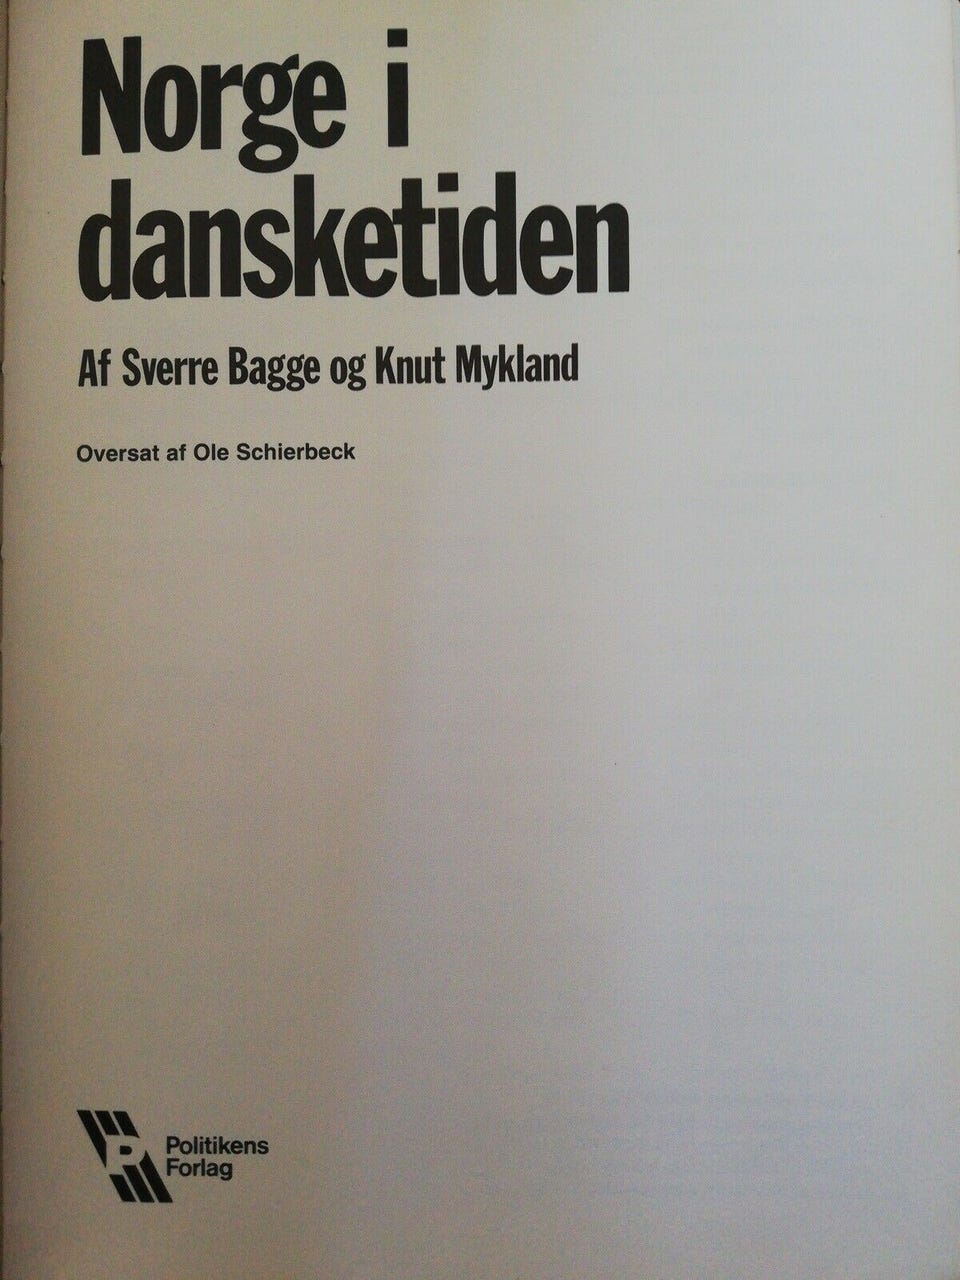 Norge i
dansketiden
Af Sverre Bagge og Knut Mykland
Oversat af Ole Schierbeck
P
Politikens
Forlag